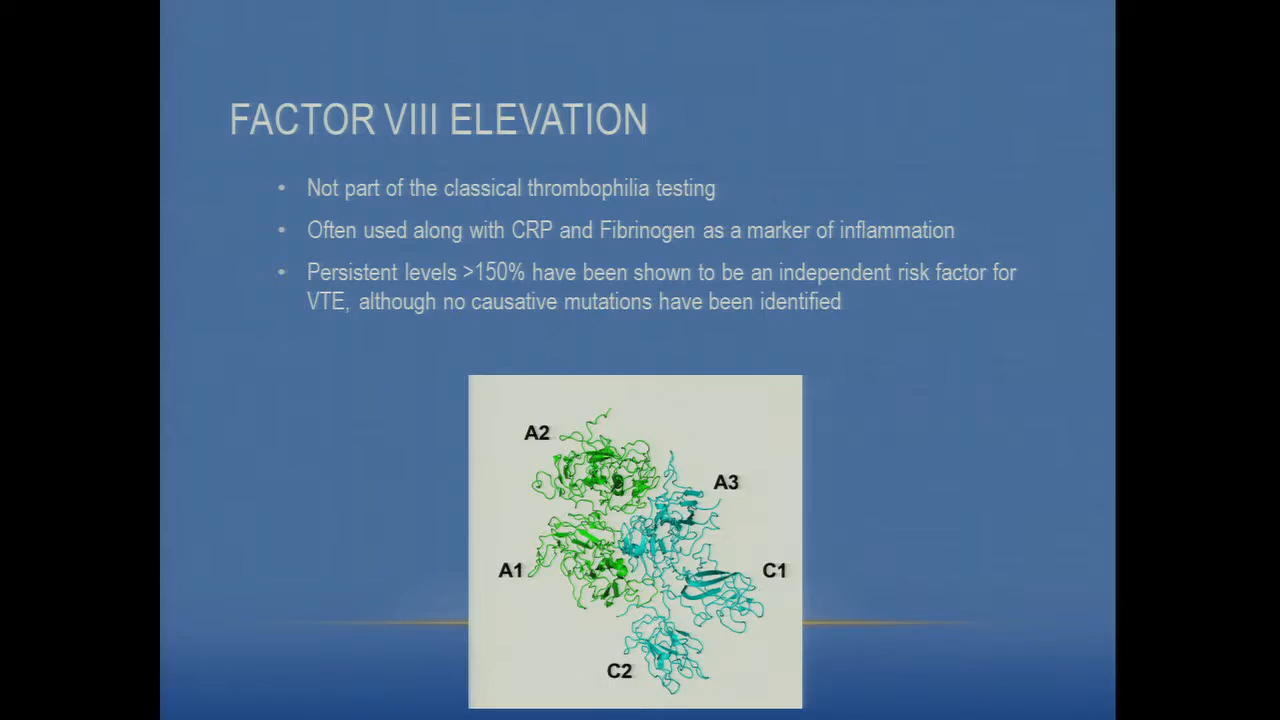 FACTOR VIII ELEVATION
• Not part of the classical thrombophilia testing
• Often used along with CRP and Fibrinogen as a marker of inflammation
• Persistent levels >150% have been shown to be an independent risk factor for
VTE, although no causative mutations have been identified
A2
A3
A1
C1
C2